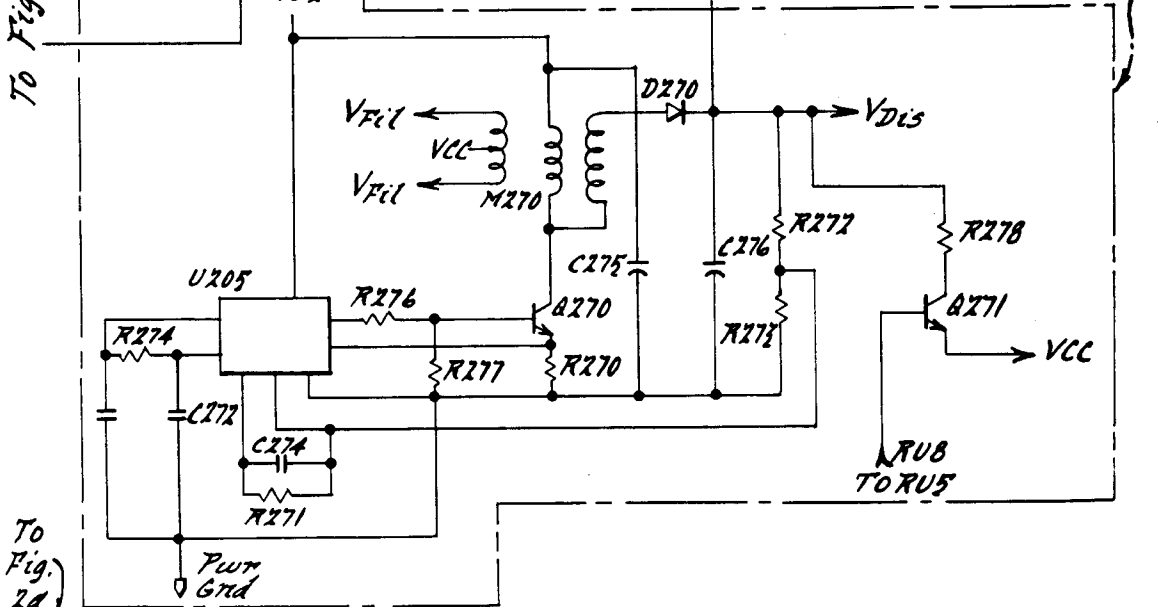 To Fig
D270
VFil
VCC
VFil
M270
VDis
R272
R278
C275
C276
U205
R276
Q270
Q271
R274
R273
VCC
R277
R270
C272
C274
RU8
TO RU5
R271
To
Fig.
2d
Pwr
Gnd